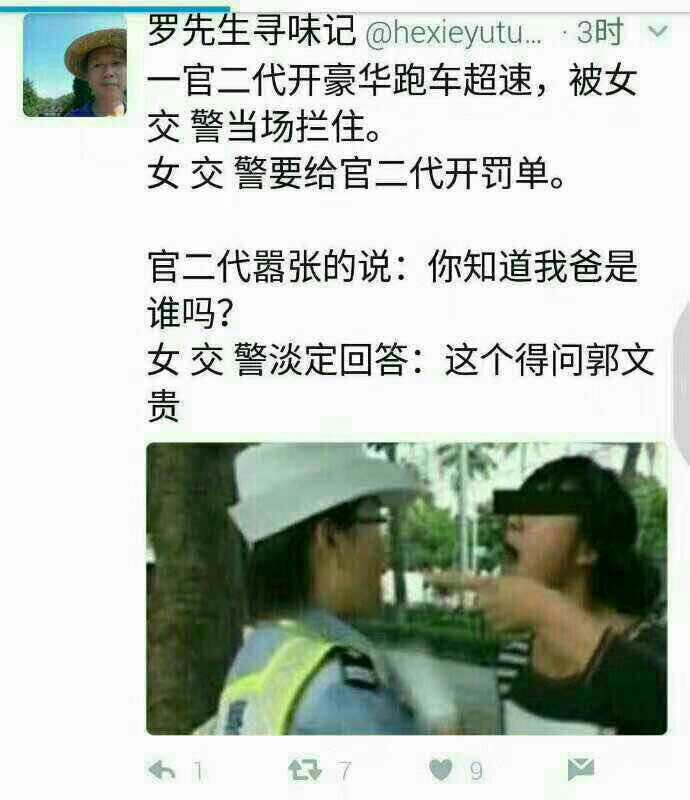 罗先生寻味记 @hexieyutu... · 3时
一官二代开豪华跑车超速，被女
交 警当场拦住。
女 交 警要给官二代开罚单。
官二代嚣张的说：你知道我爸是
谁吗？
女 交 警淡定回答：这个得问郭文
贵
1 7 9